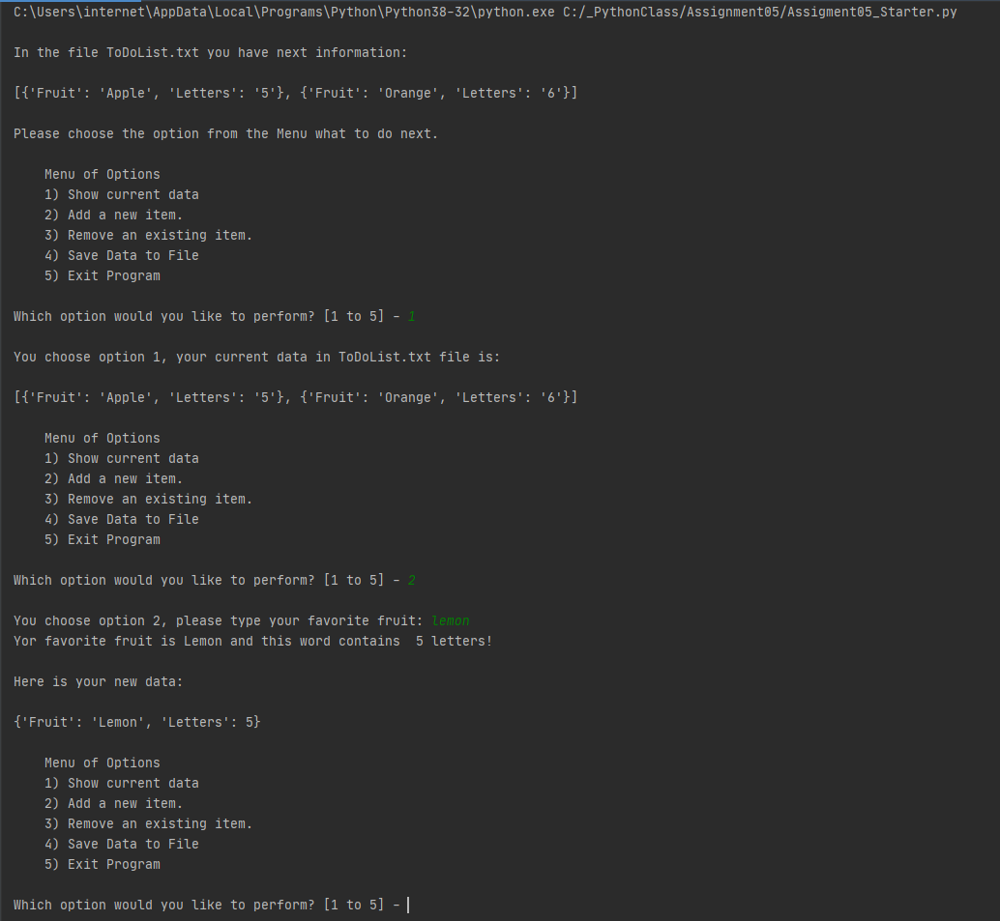 C:\Users\internet\AppData\Local\Programs\Python\Python38-32\python.exe C:/_PythonClass/Assignment05/Assigment05_Starter.py
In the file ToDoList.txt you have next information:
[{'Fruit': 'Apple', 'Letters': '5'}, {'Fruit': 'Orange', 'Letters': '6'}]
Please choose the option from the Menu what to do next.
Menu of Options
1) Show current data
2) Add a new item.
3) Remove an existing item.
4) Save Data to File
5) Exit Program
Which option would you like to perform? [1 to 5] - 1
You choose option 1, your current data in ToDoList.txt file is:
[{'Fruit': 'Apple', 'Letters': '5'}, {'Fruit': 'Orange', 'Letters': '6'}]
Menu of Options
1) Show current data
2) Add a new item.
3) Remove an existing item.
4) Save Data to File
5) Exit Program
Which option would you like to perform? [1 to 5] - 2
You choose option 2, please type your favorite fruit: lemon
Yor favorite fruit is Lemon and this word contains  5 letters!
Here is your new data:
{'Fruit': 'Lemon', 'Letters': 5}
Menu of Options
1) Show current data
2) Add a new item.
3) Remove an existing item.
4) Save Data to File
5) Exit Program
Which option would you like to perform? [1 to 5] -